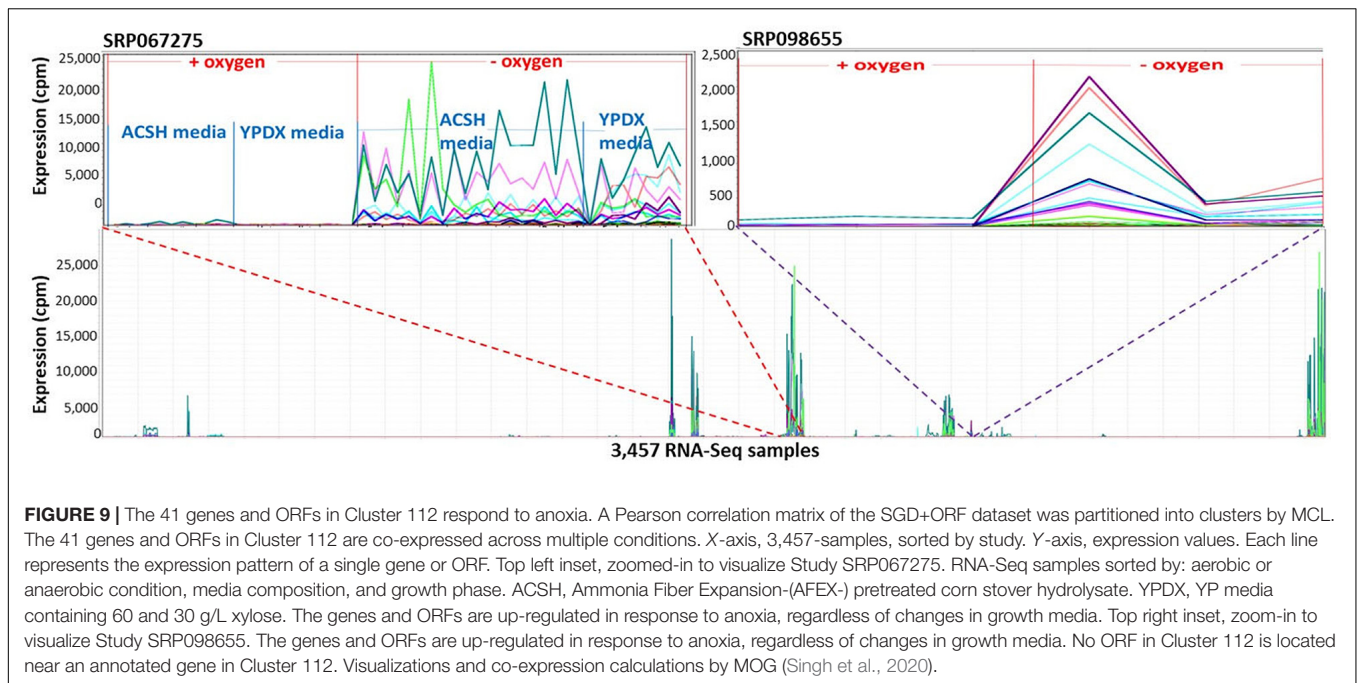 SRP067275
SRP098655
Expression (cpm)
25,000
20,000
15,000
10,000
5,000
0
+ oxygen
- oxygen
ACSH media
YPDX media
ACSH
media
YPDX
media
2,500
2,000
1,500
1,000
500
0
+ oxygen
- oxygen
Expression (cpm)
25,000
20,000
15,000
10,000
5,000
0
3,457 RNA-Seq samples
FIGURE 9 | The 41 genes and ORFs in Cluster 112 respond to anoxia. A Pearson correlation matrix of the SGD+ORF dataset was partitioned into clusters by MCL.
The 41 genes and ORFs in Cluster 112 are co-expressed across multiple conditions. X-axis, 3,457-samples, sorted by study. Y-axis, expression values. Each line
represents the expression pattern of a single gene or ORF. Top left inset, zoomed-in to visualize Study SRP067275. RNA-Seq samples sorted by: aerobic or
anaerobic condition, media composition, and growth phase. ACSH, Ammonia Fiber Expansion-(AFEX-) pretreated corn stover hydrolysate. YPDX, YP media
containing 60 and 30 g/L xylose. The genes and ORFs are up-regulated in response to anoxia, regardless of changes in growth media. Top right inset, zoom-in to
visualize Study SRP098655. The genes and ORFs are up-regulated in response to anoxia, regardless of changes in growth media. No ORF in Cluster 112 is located
near an annotated gene in Cluster 112. Visualizations and co-expression calculations by MOG (Singh et al., 2020).